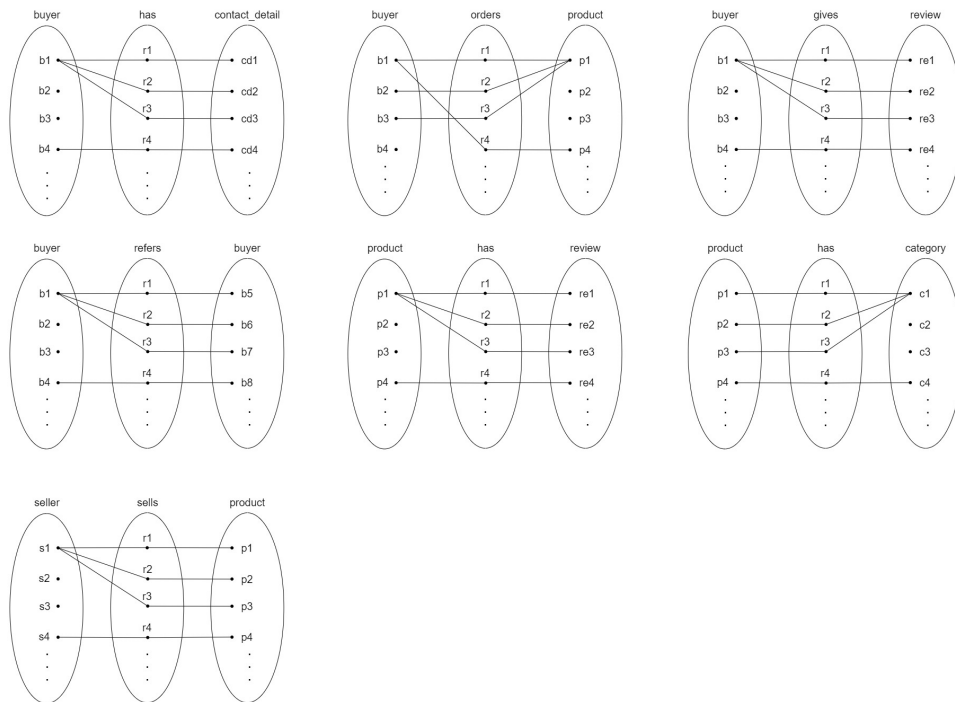 buyer has contact_detail
b1 r1 cd1
b2 r2 cd2
b3 r3 cd3
b4 r4 cd4
buyer orders product
b1 r1 p1
b2 r2 p2
b3 r3 p3
b4 r4 p4
buyer gives review
b1 r1 re1
b2 r2 re2
b3 r3 re3
b4 r4 re4
buyer refers buyer
b1 r1 b5
b2 r2 b6
b3 r3 b7
b4 r4 b8
product has review
p1 r1 re1
p2 r2 re2
p3 r3 re3
p4 r4 re4
product has category
p1 r1 c1
p2 r2 c2
p3 r3 c3
p4 r4 c4
seller sells product
s1 r1 p1
s2 r2 p2
s3 r3 p3
s4 r4 p4